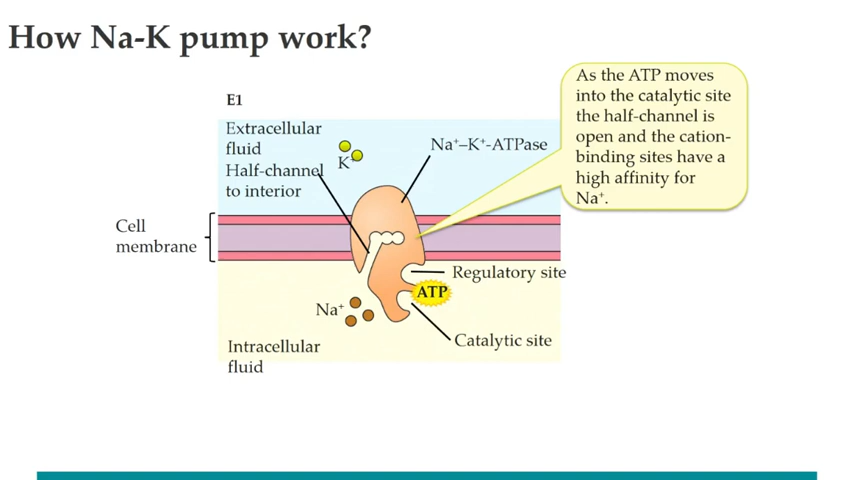 How Na-K pump work?
As the ATP moves
into the catalytic site
the half-channel is
open and the cation-
binding sites have a
high affinity for
Na⁺.
E1
Extracellular
fluid
K⁺
Na⁺–K⁺-ATPase
Half-channel
to interior
Cell
membrane
Regulatory site
ATP
Na⁺
Catalytic site
Intracellular
fluid